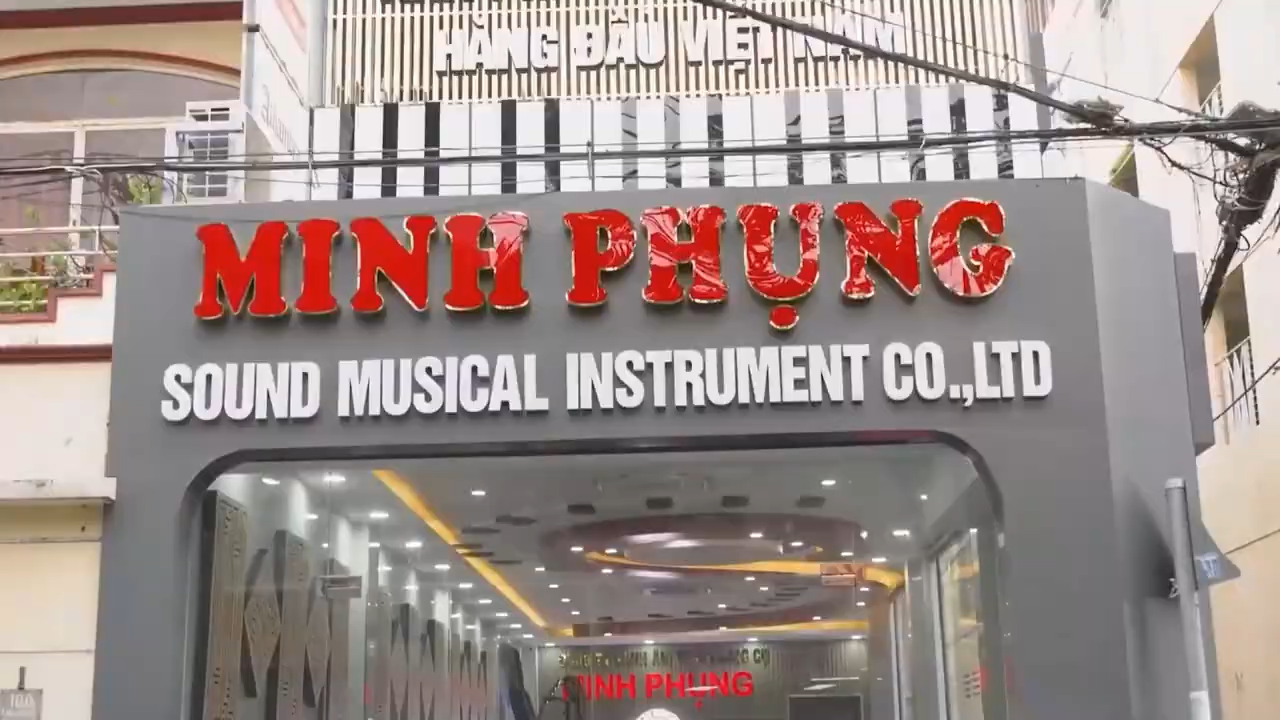 HÀNG ĐẦU VIỆT NAM
MINH PHỤNG
SOUND MUSICAL INSTRUMENT CO.,LTD
MINH PHỤNG